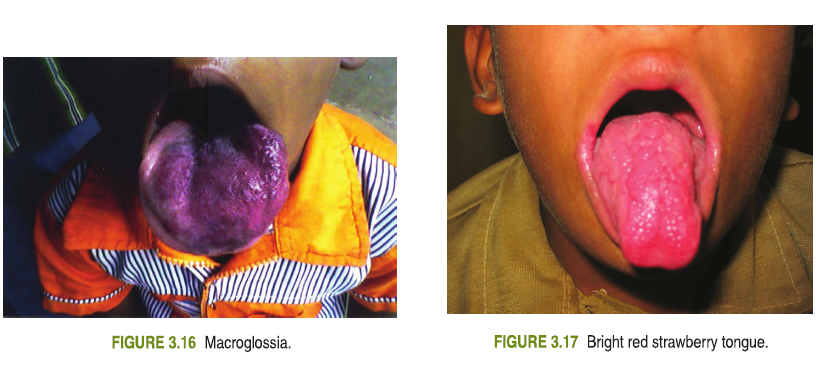 FIGURE 3.16 Macroglossia.
FIGURE 3.17 Bright red strawberry tongue.